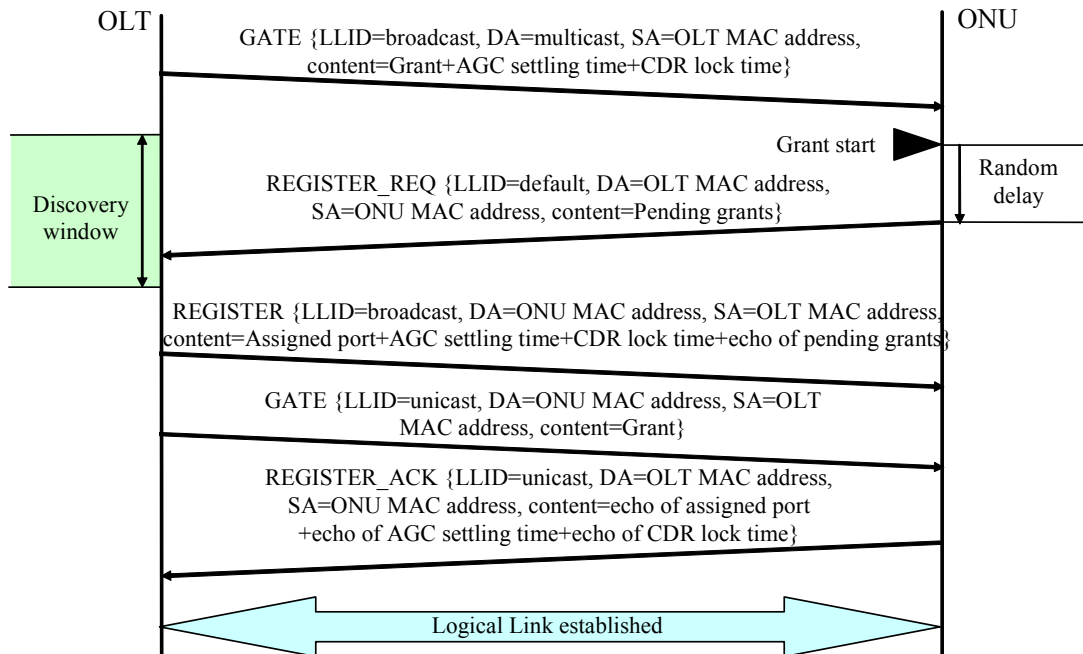 OLT
ONU
GATE {LLID=broadcast, DA=multicast, SA=OLT MAC address,
content=Grant+AGC settling time+CDR lock time}
Grant start
Random
delay
Discovery
window
REGISTER_REQ {LLID=default, DA=OLT MAC address,
SA=ONU MAC address, content=Pending grants}
REGISTER {LLID=broadcast, DA=ONU MAC address, SA=OLT MAC address,
content=Assigned port+AGC settling time+CDR lock time+echo of pending grants}
GATE {LLID=unicast, DA=ONU MAC address, SA=OLT
MAC address, content=Grant}
REGISTER_ACK {LLID=unicast, DA=OLT MAC address,
SA=ONU MAC address, content=echo of assigned port
+echo of AGC settling time+echo of CDR lock time}
Logical Link established